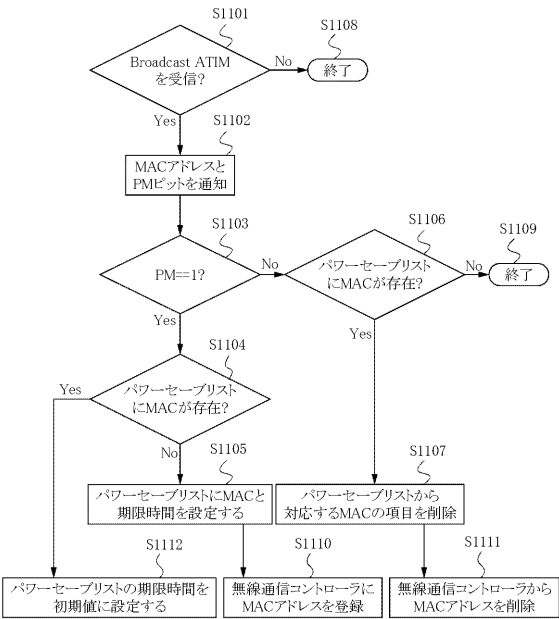 S1101
Broadcast ATIM
を受信?
No
S1108
終了
Yes
S1102
MACアドレスと
PMビットを通知
S1103
PM==1?
No
S1106
パワーセーブリスト
にMACが存在?
No
S1109
終了
Yes
Yes
S1104
パワーセーブリスト
にMACが存在?
Yes
No
S1105
パワーセーブリストにMACと
期限時間を設定する
S1107
パワーセーブリストから
対応するMACの項目を削除
S1112
パワーセーブリストの期限時間を
初期値に設定する
S1110
無線通信コントローラに
MACアドレスを登録
S1111
無線通信コントローラから
MACアドレスを削除